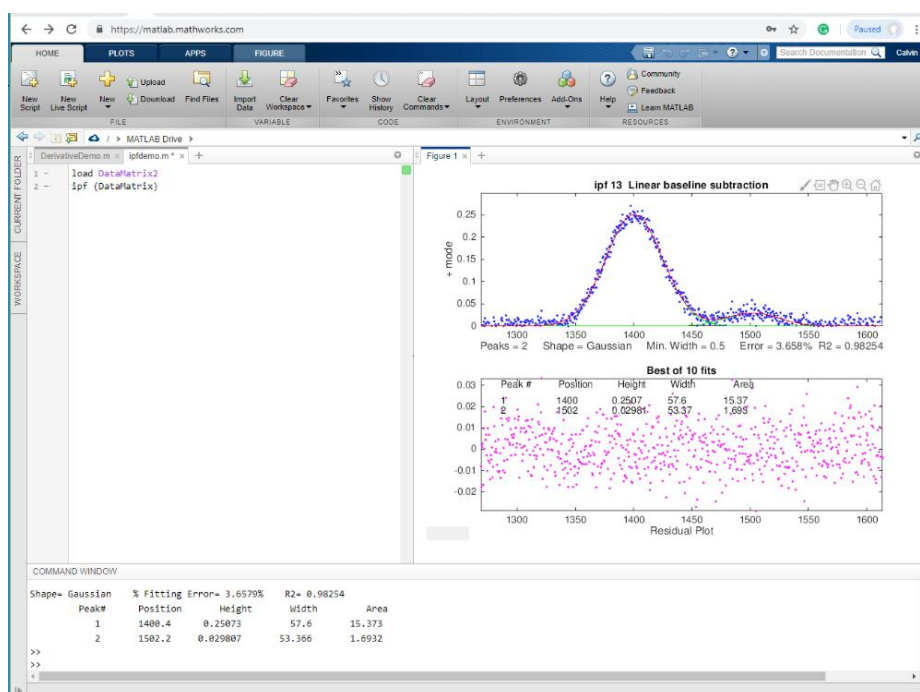 https://matlab.mathworks.com
Paused
HOME PLOTS APPS FIGURE
Search Documentation
Calvin
New Script
New Live Script
New
Upload
Download
Find Files
Import Data
Clear Workspace
Favorites
Show History
Clear Commands
Layout
Preferences
Add-Ons
Help
Community
Feedback
Learn MATLAB
FILE VARIABLE CODE ENVIRONMENT RESOURCES
/ › MATLAB Drive ›
CURRENT FOLDER
WORKSPACE
DerivativeDemo.m × ipfdemo.m * × +
1 - load DataMatrix2
2 - ipf (DataMatrix)
Figure 1 × +
ipf 13 Linear baseline subtraction
+ mode
0.25
0.2
0.15
0.1
0.05
0
1300 1350 1400 1450 1500 1550 1600
Peaks = 2 Shape = Gaussian Min. Width = 0.5 Error = 3.658% R2 = 0.98254
Best of 10 fits
Peak # Position Height Width Area
1 1400 0.2507 57.6 15.37
2 1502 0.02981 53.37 1.693
0.03
0.02
0.01
0
-0.01
-0.02
1300 1350 1400 1450 1500 1550 1600
Residual Plot
COMMAND WINDOW
Shape= Gaussian % Fitting Error= 3.6579% R2= 0.98254
Peak# Position Height Width Area
1 1400.4 0.25073 57.6 15.373
2 1502.2 0.029807 53.366 1.6932
>>
>>